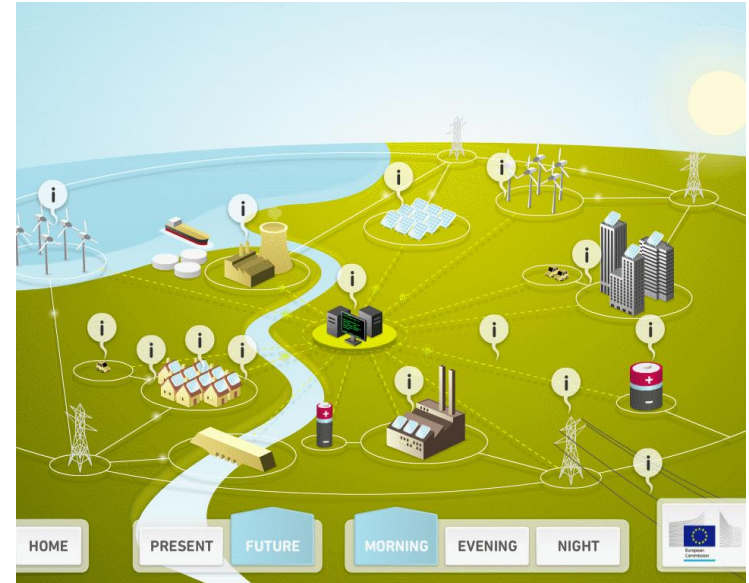 i
i
i
i
i
i
i
i
i
i
i
i
i
i
+
-
+
-
HOME
PRESENT
FUTURE
MORNING
EVENING
NIGHT
European
Commission